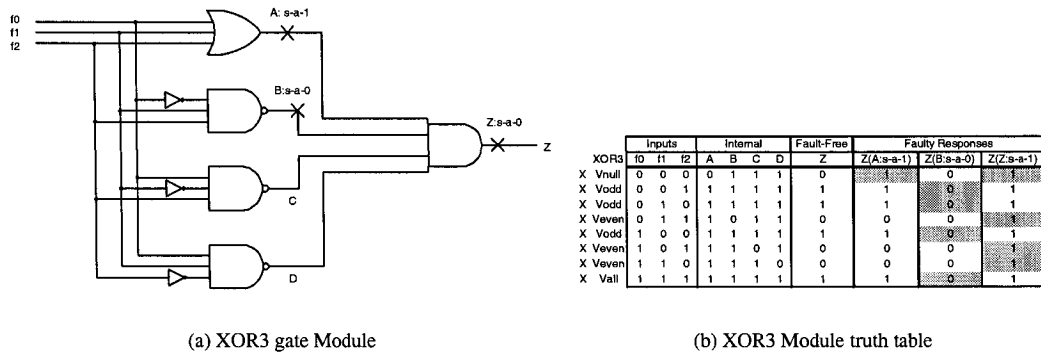 f0
f1
f2
A: s-a-1
B:s-a-0
C
D
Z:s-a-0
Z
(a) XOR3 gate Module
Inputs Internal Fault-Free Faulty Responses
XOR3 f0 f1 f2 A B C D Z Z(A:s-a-1) Z(B:s-a-0) Z(Z:s-a-1)
X Vnull 0 0 0 0 1 1 1 0 1 0 1
X Vodd 0 0 1 1 1 1 1 1 1 0 1
X Vodd 0 1 0 1 1 1 1 1 1 0 1
X Veven 0 1 1 1 0 1 1 0 0 0 1
X Vodd 1 0 0 1 1 1 1 1 1 0 1
X Veven 1 0 1 1 1 0 1 0 0 0 1
X Veven 1 1 0 1 1 1 0 0 0 0 1
X Vall 1 1 1 1 1 1 1 1 1 0 1
(b) XOR3 Module truth table